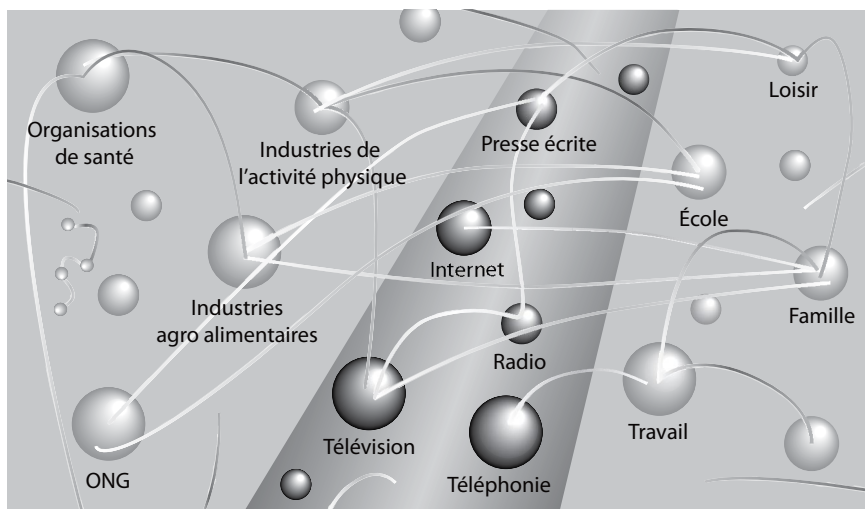 Loisir
Organisations
de santé
Industries de
l'activité physique
Presse écrite
École
Internet
Industries
agro alimentaires
Famille
Radio
Télévision
Travail
ONG
Téléphonie